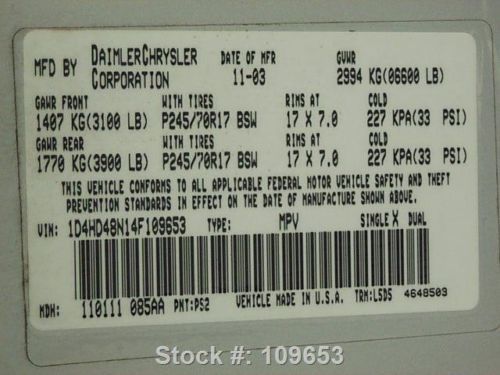 MFD BY DAIMLERCHRYSLER CORPORATION DATE OF MFR 11-03 GVWR 2994 KG(06600 LB)
GAWR FRONT WITH TIRES RIMS AT COLD
1407 KG(3100 LB) P245/70R17 BSW 17 X 7.0 227 KPA(33 PSI)
GAWR REAR WITH TIRES RIMS AT COLD
1770 KG(3900 LB) P245/70R17 BSW 17 X 7.0 227 KPA(33 PSI)
THIS VEHICLE CONFORMS TO ALL APPLICABLE FEDERAL MOTOR VEHICLE SAFETY AND THEFT
PREVENTION STANDARDS IN EFFECT ON THE DATE OF MANUFACTURE SHOWN ABOVE.
VIN: 1D4HD48N14F109653 TYPE: MPV SINGLE X DUAL
MDH: 110111 085AA PNT:PS2 VEHICLE MADE IN U.S.A. TRM:L5D5 4648503
Stock #: 109653